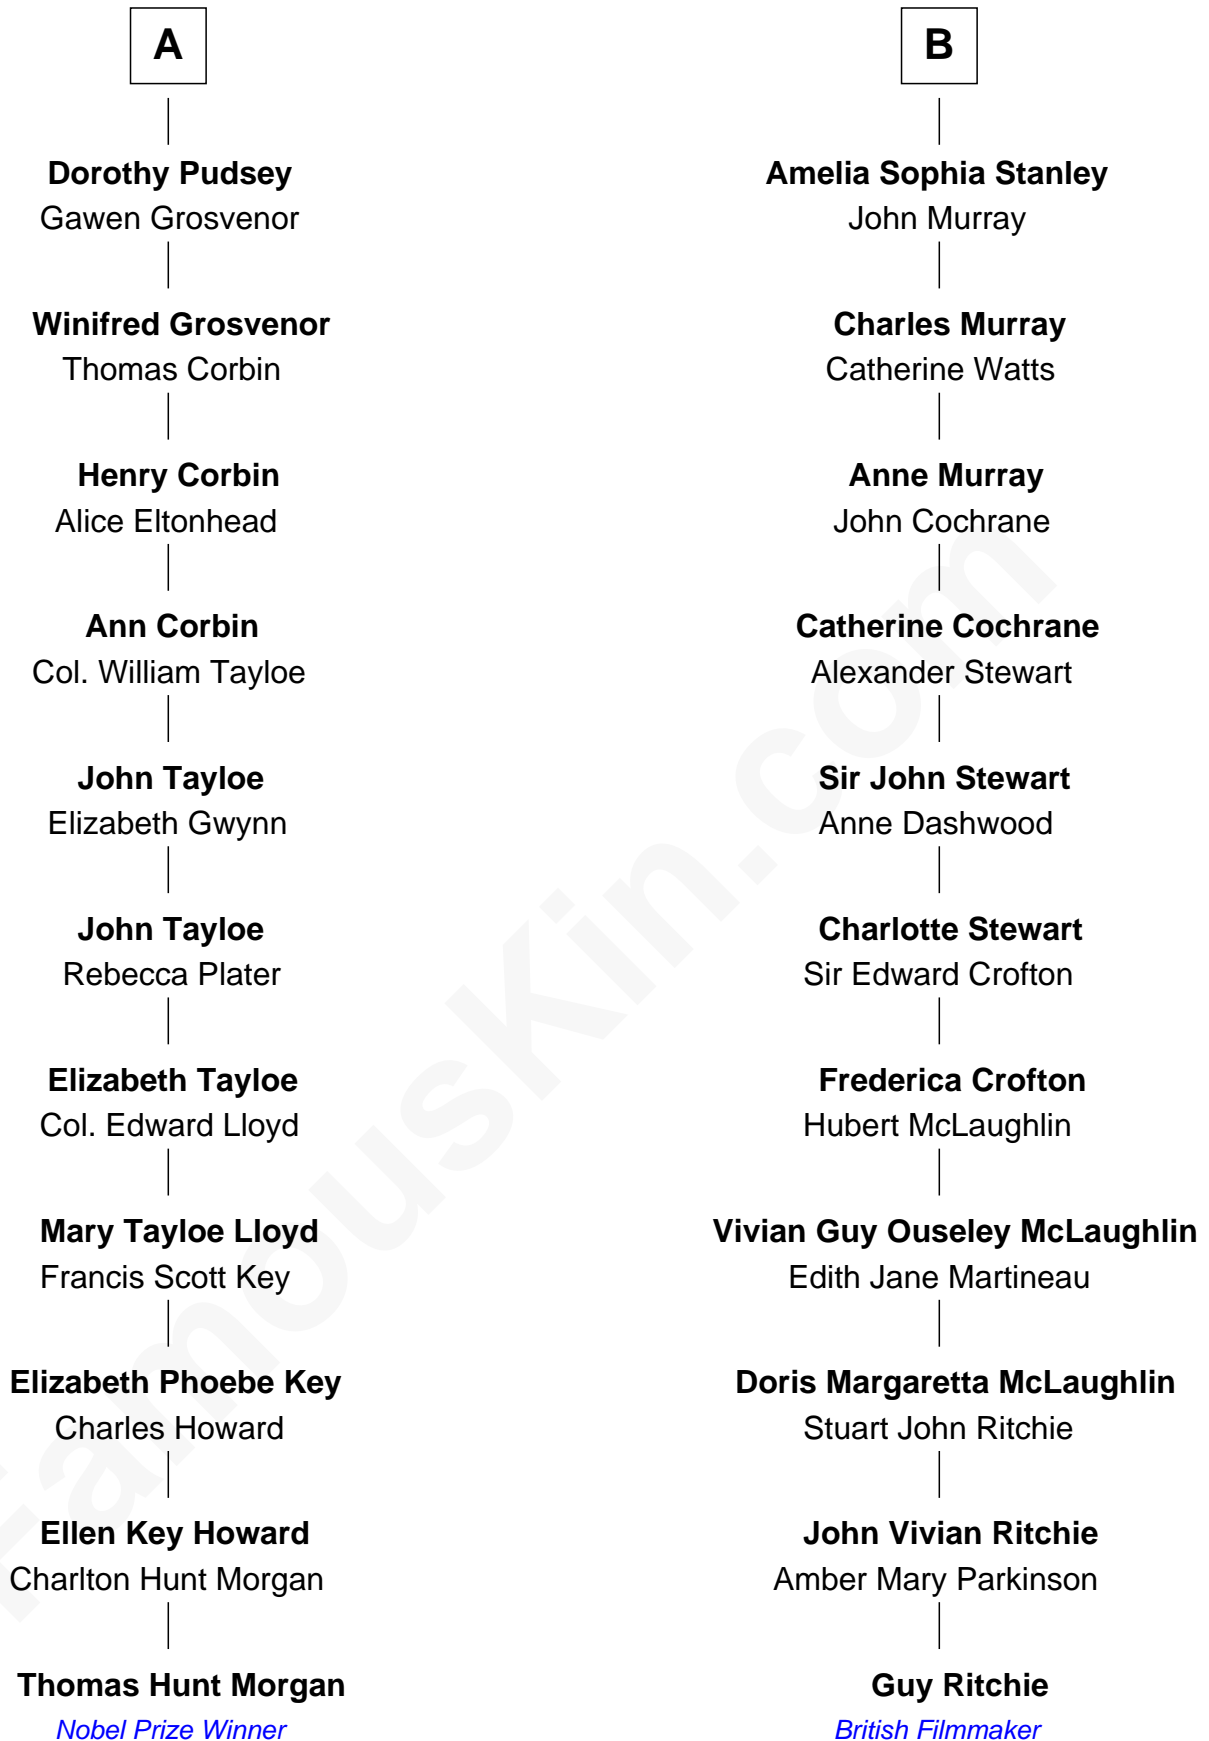 A
Dorothy Pudsey
Gawen Grosvenor
Winifred Grosvenor
Thomas Corbin
Henry Corbin
Alice Eltonhead
Ann Corbin
Col. William Tayloe
John Tayloe
Elizabeth Gwynn
John Tayloe
Rebecca Plater
Elizabeth Tayloe
Col. Edward Lloyd
Mary Tayloe Lloyd
Francis Scott Key
Elizabeth Phoebe Key
Charles Howard
Ellen Key Howard
Charlton Hunt Morgan
Thomas Hunt Morgan
Nobel Prize Winner
B
Amelia Sophia Stanley
John Murray
Charles Murray
Catherine Watts
Anne Murray
John Cochrane
Catherine Cochrane
Alexander Stewart
Sir John Stewart
Anne Dashwood
Charlotte Stewart
Sir Edward Crofton
Frederica Crofton
Hubert McLaughlin
Vivian Guy Ouseley McLaughlin
Edith Jane Martineau
Doris Margaretta McLaughlin
Stuart John Ritchie
John Vivian Ritchie
Amber Mary Parkinson
Guy Ritchie
British Filmmaker
FamousKin.com